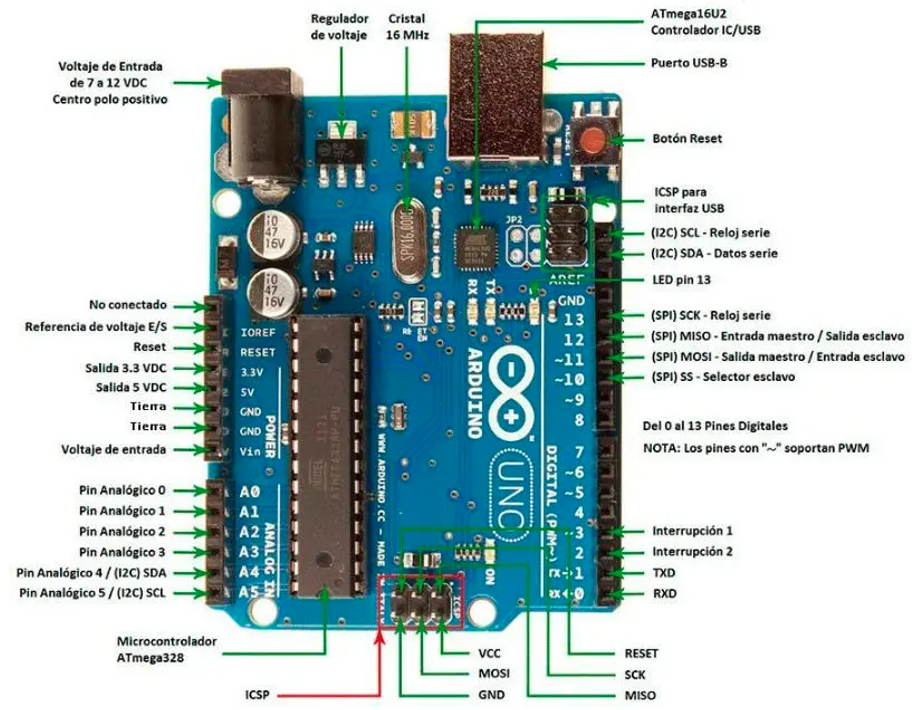 Regulador
de voltaje
Cristal
16 MHz
ATmega16U2
Controlador IC/USB
Voltaje de Entrada
de 7 a 12 VDC
Centro polo positivo
Puerto USB-B
Botón Reset
ICSP para
interfaz USB
(I2C) SCL - Reloj serie
(I2C) SDA - Datos serie
LED pin 13
(SPI) SCK - Reloj serie
(SPI) MISO - Entrada maestro / Salida esclavo
(SPI) MOSI - Salida maestro / Entrada esclavo
(SPI) SS - Selector esclavo
Del 0 al 13 Pines Digitales
NOTA: Los pines con "~" soportan PWM
Interrupción 1
Interrupción 2
TXD
RXD
No conectado
Referencia de voltaje E/S
Reset
Salida 3.3 VDC
Salida 5 VDC
Tierra
Tierra
Voltaje de entrada
Pin Analógico 0
Pin Analógico 1
Pin Analógico 2
Pin Analógico 3
Pin Analógico 4 / (I2C) SDA
Pin Analógico 5 / (I2C) SCL
Microcontrolador
ATmega328
ICSP
VCC
MOSI
GND
RESET
SCK
MISO
47
16V
47
16V
SPK16.000G
JP2
RX
TX
AREF
GND
13
12
~11
~10
~9
8
7
~6
~5
4
~3
2
TX→1
RX←0
IOREF
RESET
3.3V
5V
GND
GND
Vin
POWER
A0
A1
A2
A3
A4
A5
ANALOG IN
WWW.ARDUINO.CC - MADE
ARDUINO
UNO
DIGITAL (PWM~)
ON
ICSP